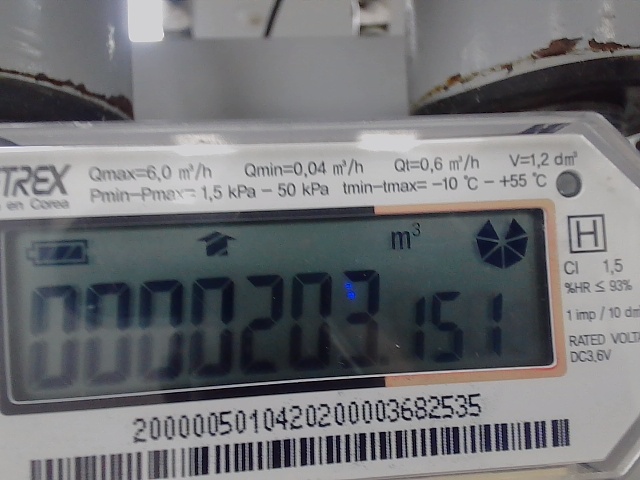 TREX
en Corea
Qmax=6,0 m³/h Qmin=0,04 m³/h Qt=0,6 m³/h V=1,2 dm³
Pmin-Pmax= 1,5 kPa - 50 kPa tmin-tmax= -10 °C - +55 °C
m³
H
0000203.151
Cl 1,5
%HR ≤ 93%
1 imp / 10 dm
RATED VOLTA
DC3,6V
20000050104202000003682535